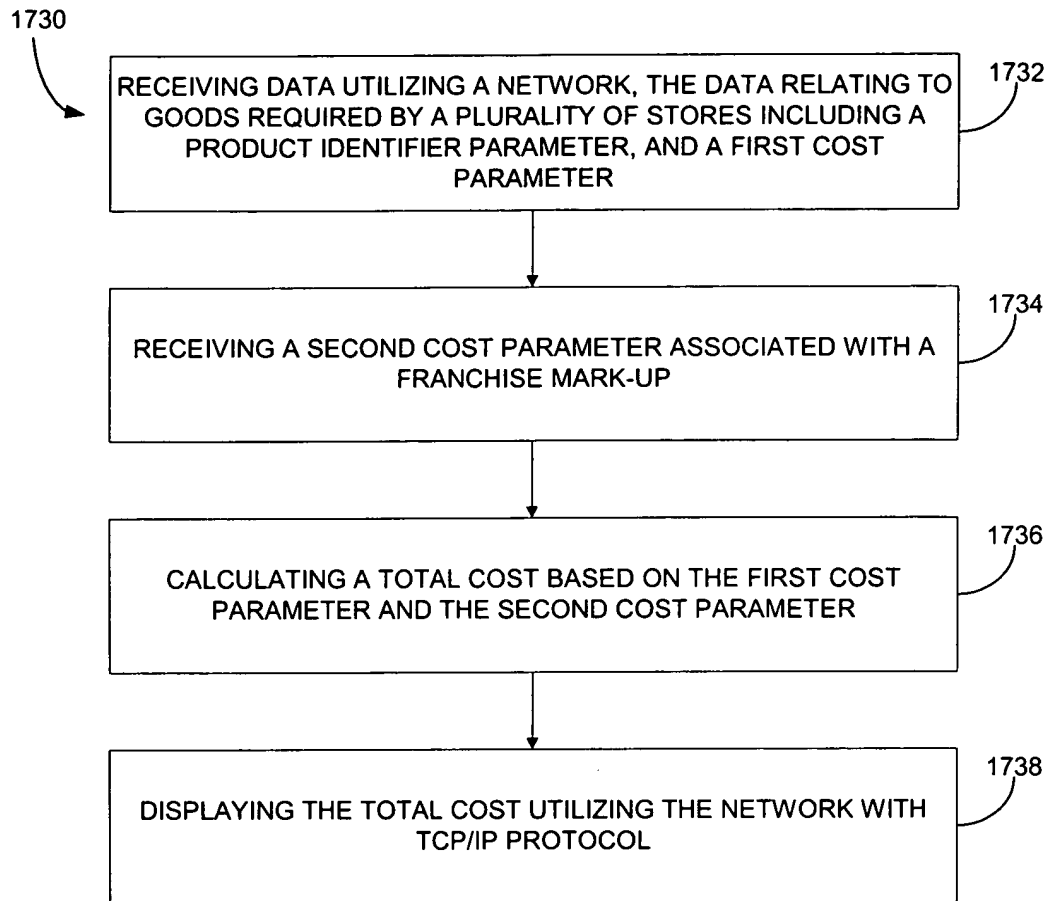 1730
RECEIVING DATA UTILIZING A NETWORK, THE DATA RELATING TO
GOODS REQUIRED BY A PLURALITY OF STORES INCLUDING A
PRODUCT IDENTIFIER PARAMETER, AND A FIRST COST
PARAMETER
1732
RECEIVING A SECOND COST PARAMETER ASSOCIATED WITH A
FRANCHISE MARK-UP
1734
CALCULATING A TOTAL COST BASED ON THE FIRST COST
PARAMETER AND THE SECOND COST PARAMETER
1736
DISPLAYING THE TOTAL COST UTILIZING THE NETWORK WITH
TCP/IP PROTOCOL
1738